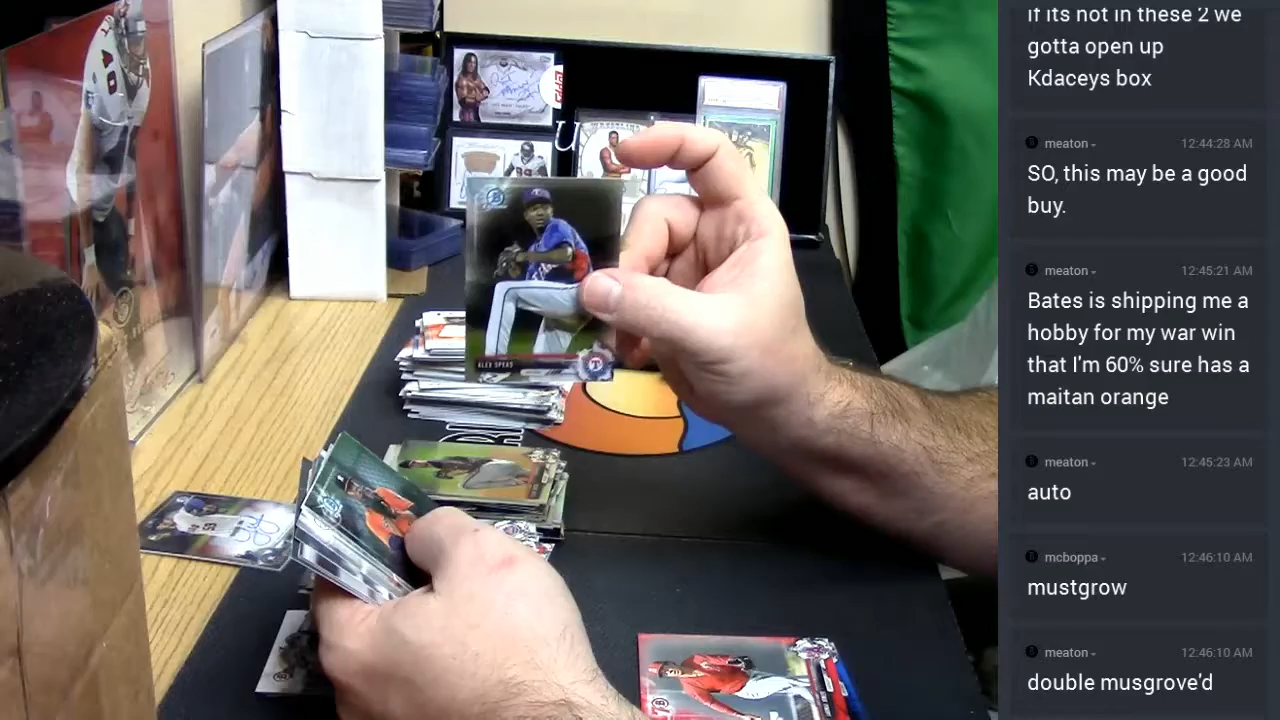 if its not in these 2 we
gotta open up
Kdaceys box
meaton
12:44:28 AM
SO, this may be a good
buy.
meaton
12:45:21 AM
Bates is shipping me a
hobby for my war win
that I'm 60% sure has a
maitan orange
meaton
12:45:23 AM
auto
mcboppa
12:46:10 AM
mustgrow
meaton
12:46:10 AM
double musgrove'd
ALEX SPEAS
T
U